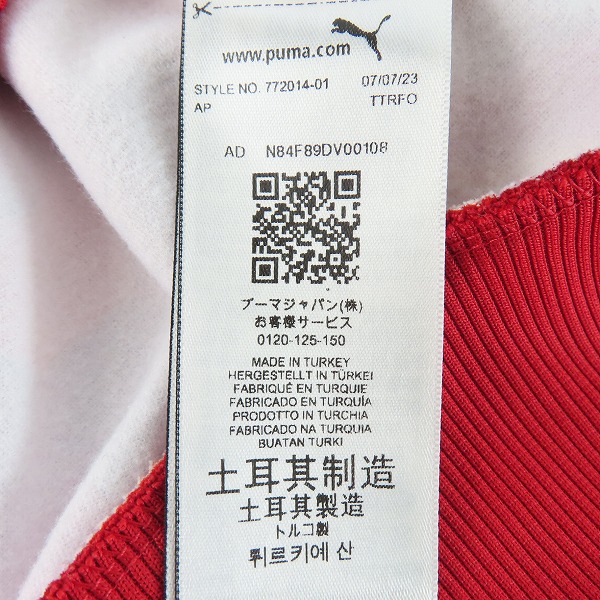 www.puma.com
STYLE NO. 772014-01 07/07/23
AP TTRFO
AD N84F89DV00108
プーマジャパン(株)
お客様サービス
0120-125-150
MADE IN TURKEY
HERGESTELLT IN TÜRKEI
FABRIQUÉ EN TURQUIE
FABRICADO EN TURQUÍA
PRODOTTO IN TURCHIA
FABRICADO NA TURQUIA
BUATAN TURKI
土耳其制造
土耳其製造
トルコ製
튀르키예 산